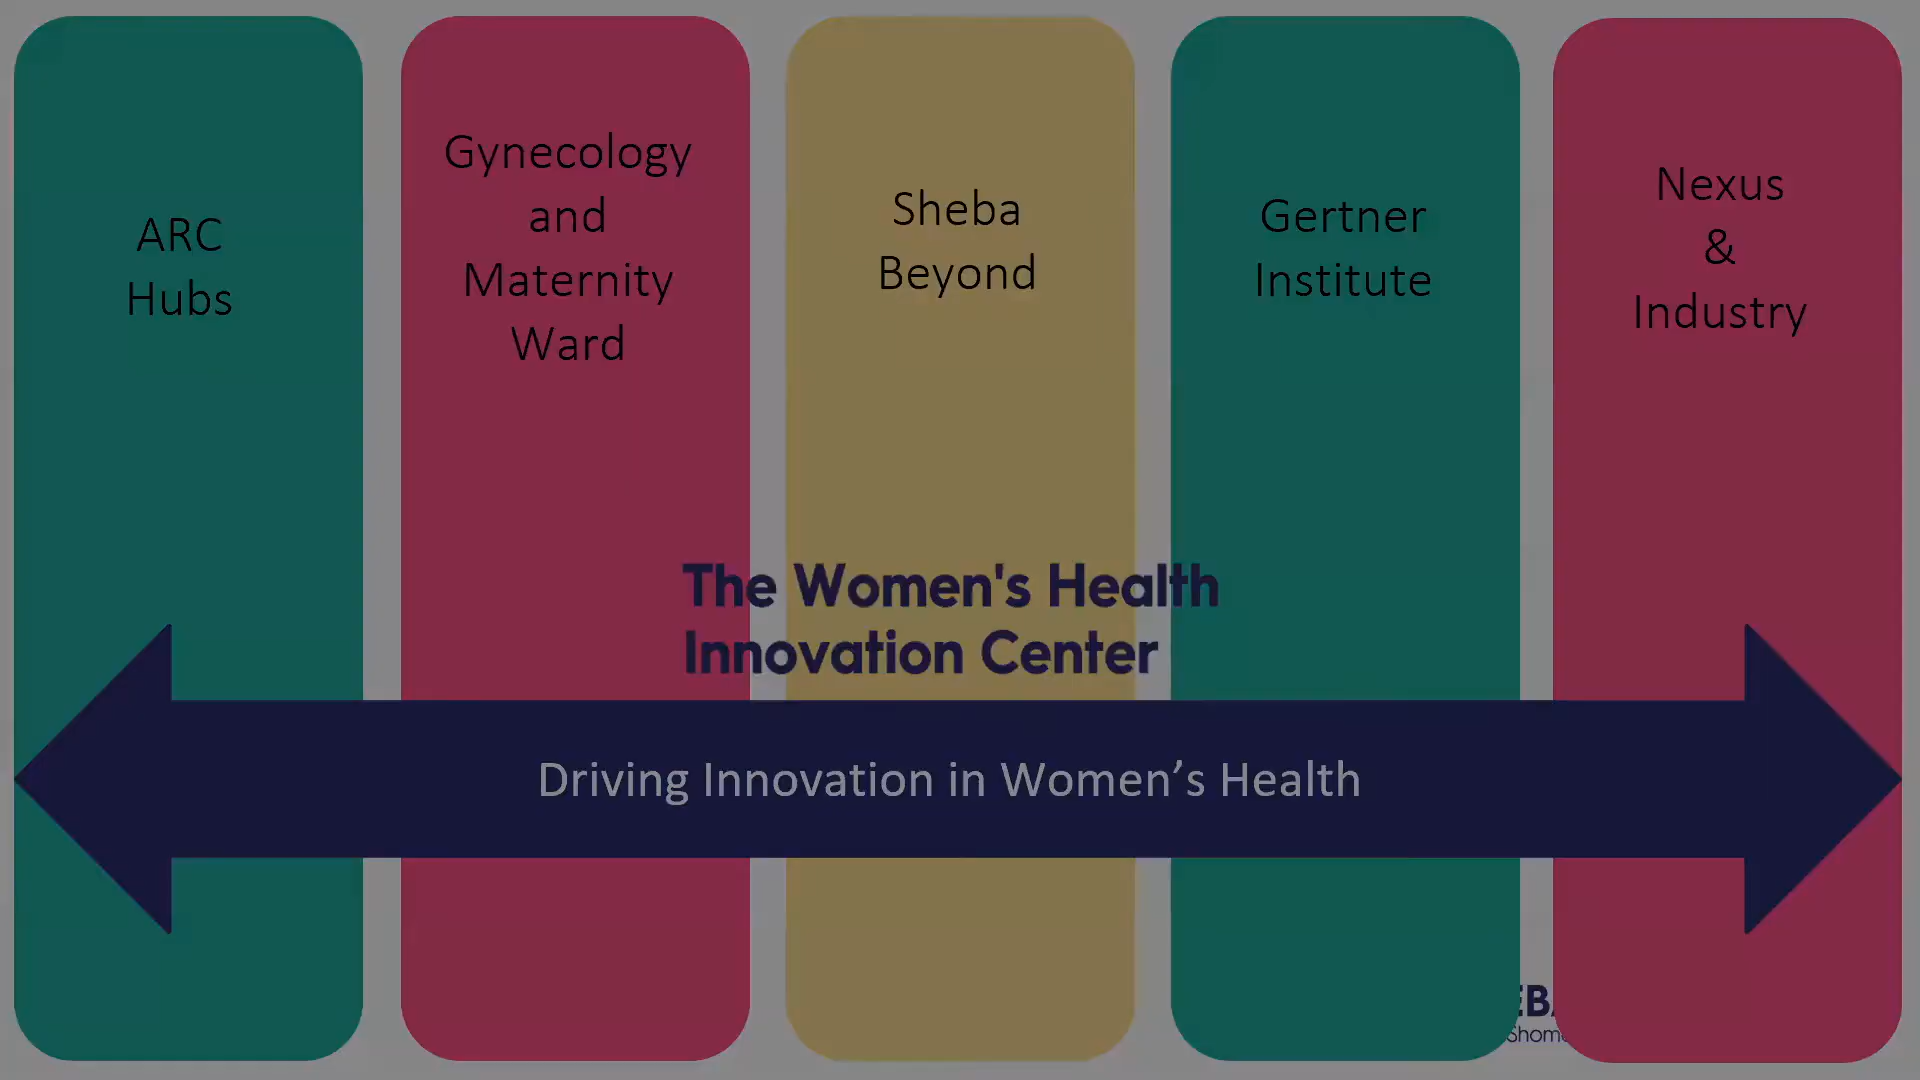 ARC
Hubs
Gynecology
and
Maternity
Ward
Sheba
Beyond
Gertner
Institute
Nexus
&
Industry
The Women's Health
Innovation Center
Driving Innovation in Women’s Health